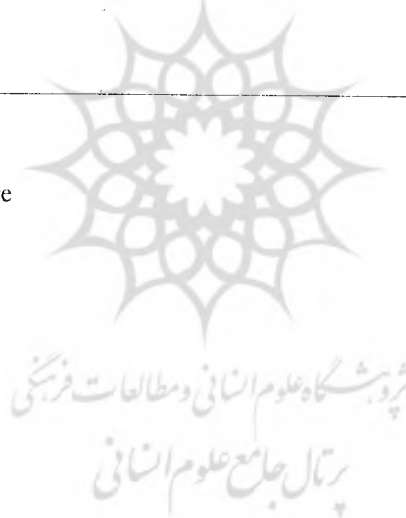 e
پژوهشگاه علوم انسانی و مطالعات فرهنگی
پرتال جامع علوم انسانی